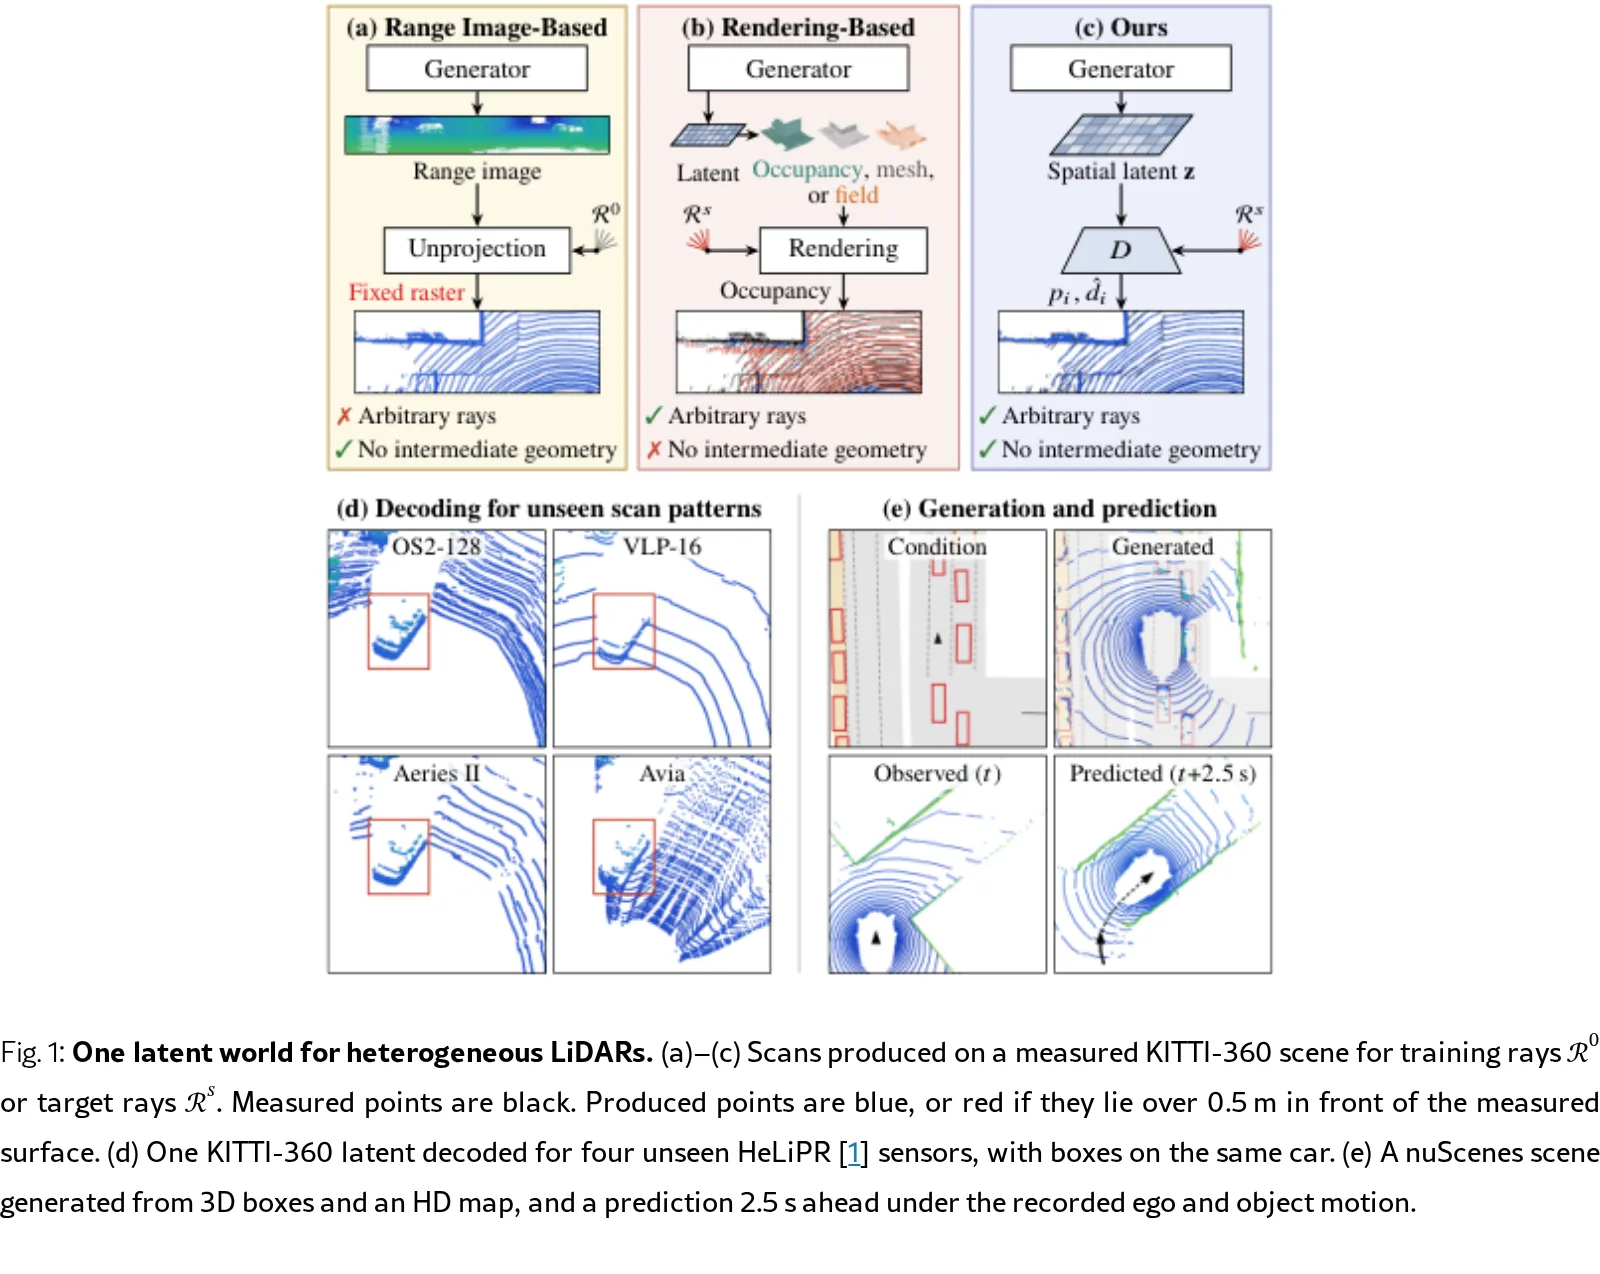 (a) Range Image-Based
Generator
Range image
ℛ⁰
Unprojection
Fixed raster
✗ Arbitrary rays
✓ No intermediate geometry
(b) Rendering-Based
Generator
Latent
Occupancy, mesh,
or field
ℛˢ
Rendering
Occupancy
✓ Arbitrary rays
✗ No intermediate geometry
(c) Ours
Generator
Spatial latent z
ℛˢ
D
pᵢ, d̂ᵢ
✓ Arbitrary rays
✓ No intermediate geometry
(d) Decoding for unseen scan patterns
OS2-128
VLP-16
Aeries II
Avia
(e) Generation and prediction
Condition
Generated
Observed (t)
Predicted (t+2.5 s)
Fig. 1: One latent world for heterogeneous LiDARs. (a)–(c) Scans produced on a measured KITTI-360 scene for training rays ℛ⁰
or target rays ℛˢ. Measured points are black. Produced points are blue, or red if they lie over 0.5 m in front of the measured
surface. (d) One KITTI-360 latent decoded for four unseen HeLiPR [1] sensors, with boxes on the same car. (e) A nuScenes scene
generated from 3D boxes and an HD map, and a prediction 2.5 s ahead under the recorded ego and object motion.